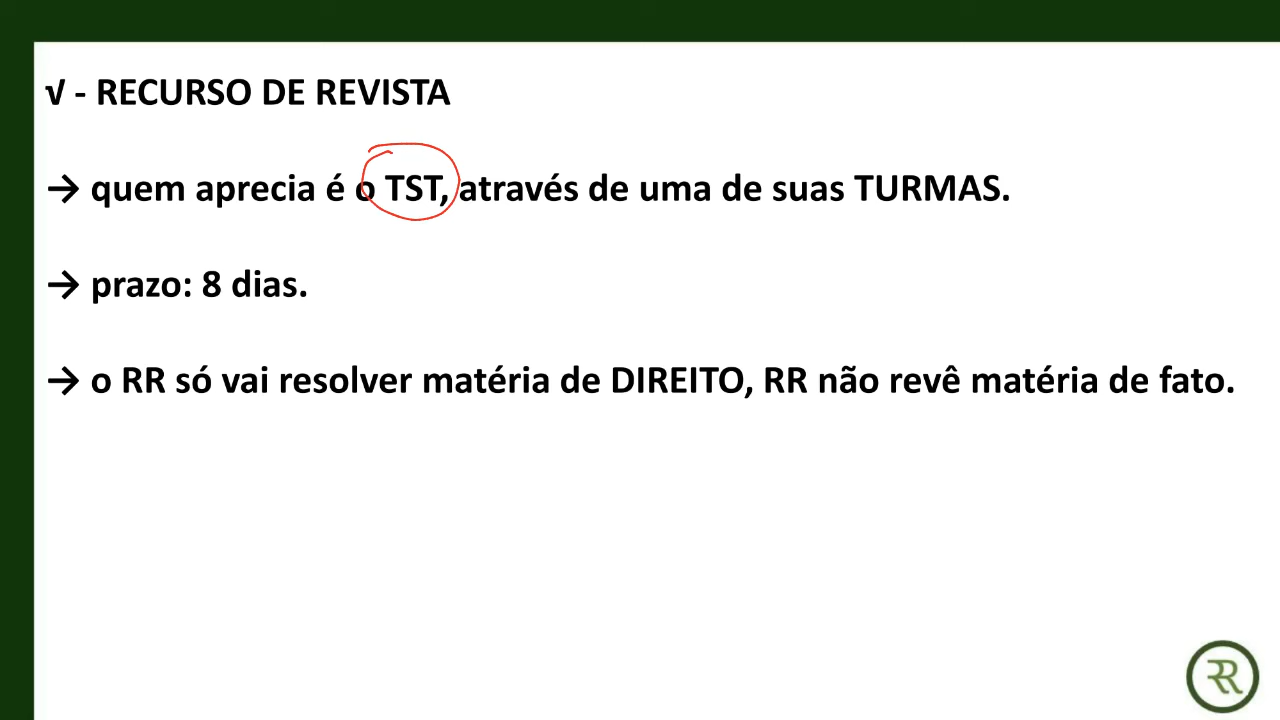 √ - RECURSO DE REVISTA
→ quem aprecia é o TST, através de uma de suas TURMAS.
→ prazo: 8 dias.
→ o RR só vai resolver matéria de DIREITO, RR não revê matéria de fato.
RR